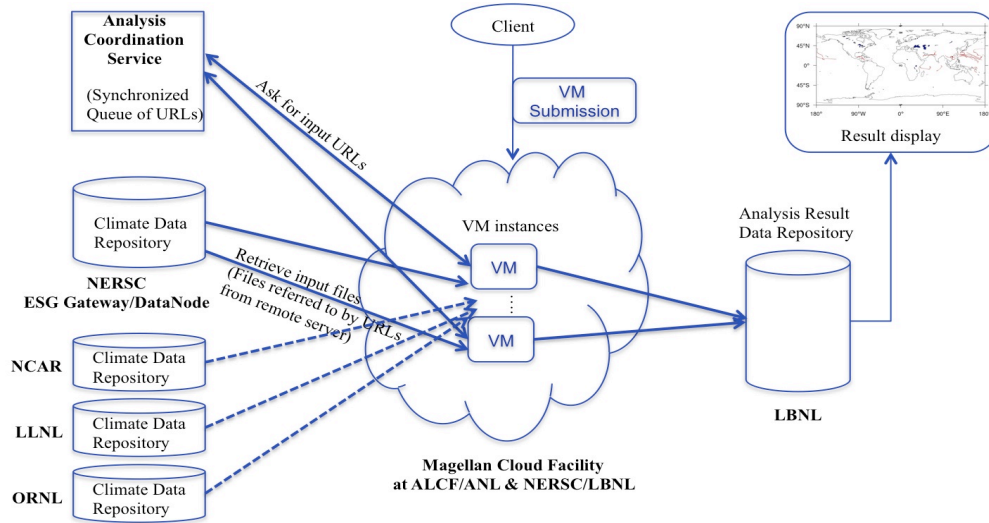 Analysis
Coordination
Service
(Synchronized
Queue of URLs)
Client
VM
Submission
90°N
45°N
0°
45°S
90°S
180°
90°W
0°
90°E
180°
Result display
Ask for input URLs
Climate Data
Repository
NERSC
ESG Gateway/DataNode
Retrieve input files
(Files referred to by URLs
from remote server)
VM instances
VM
VM
Analysis Result
Data Repository
LBNL
NCAR
Climate Data
Repository
LLNL
Climate Data
Repository
ORNL
Climate Data
Repository
Magellan Cloud Facility
at ALCF/ANL & NERSC/LBNL